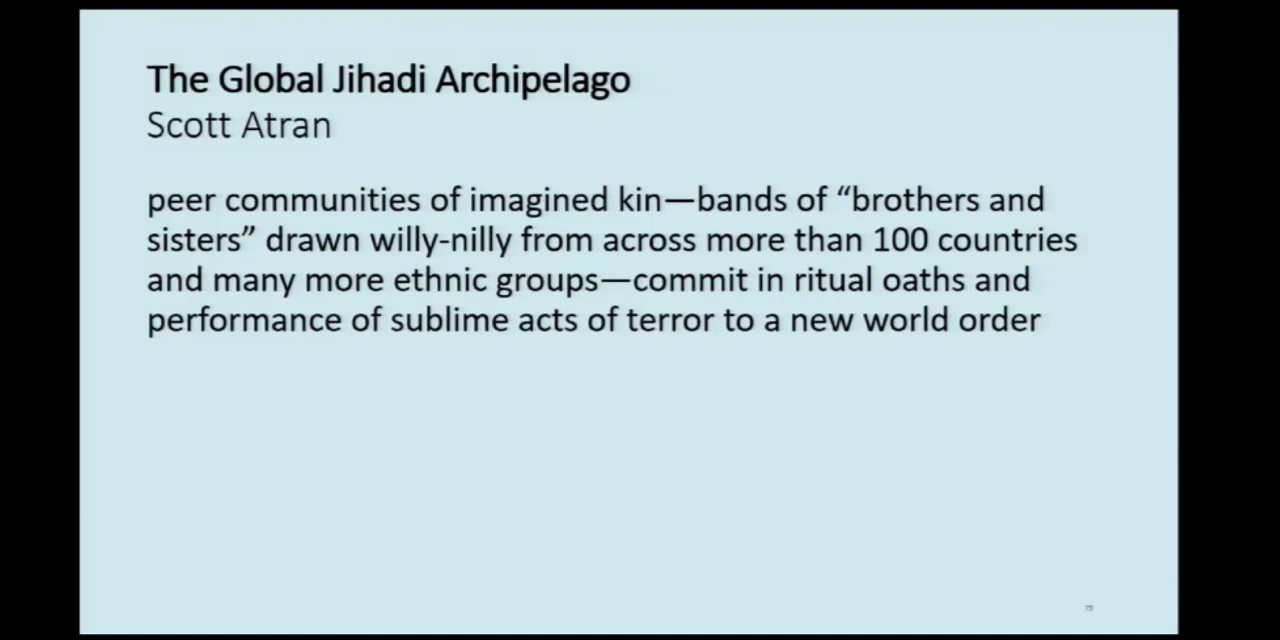 The Global Jihadi Archipelago
Scott Atran
peer communities of imagined kin—bands of “brothers and
sisters” drawn willy-nilly from across more than 100 countries
and many more ethnic groups—commit in ritual oaths and
performance of sublime acts of terror to a new world order